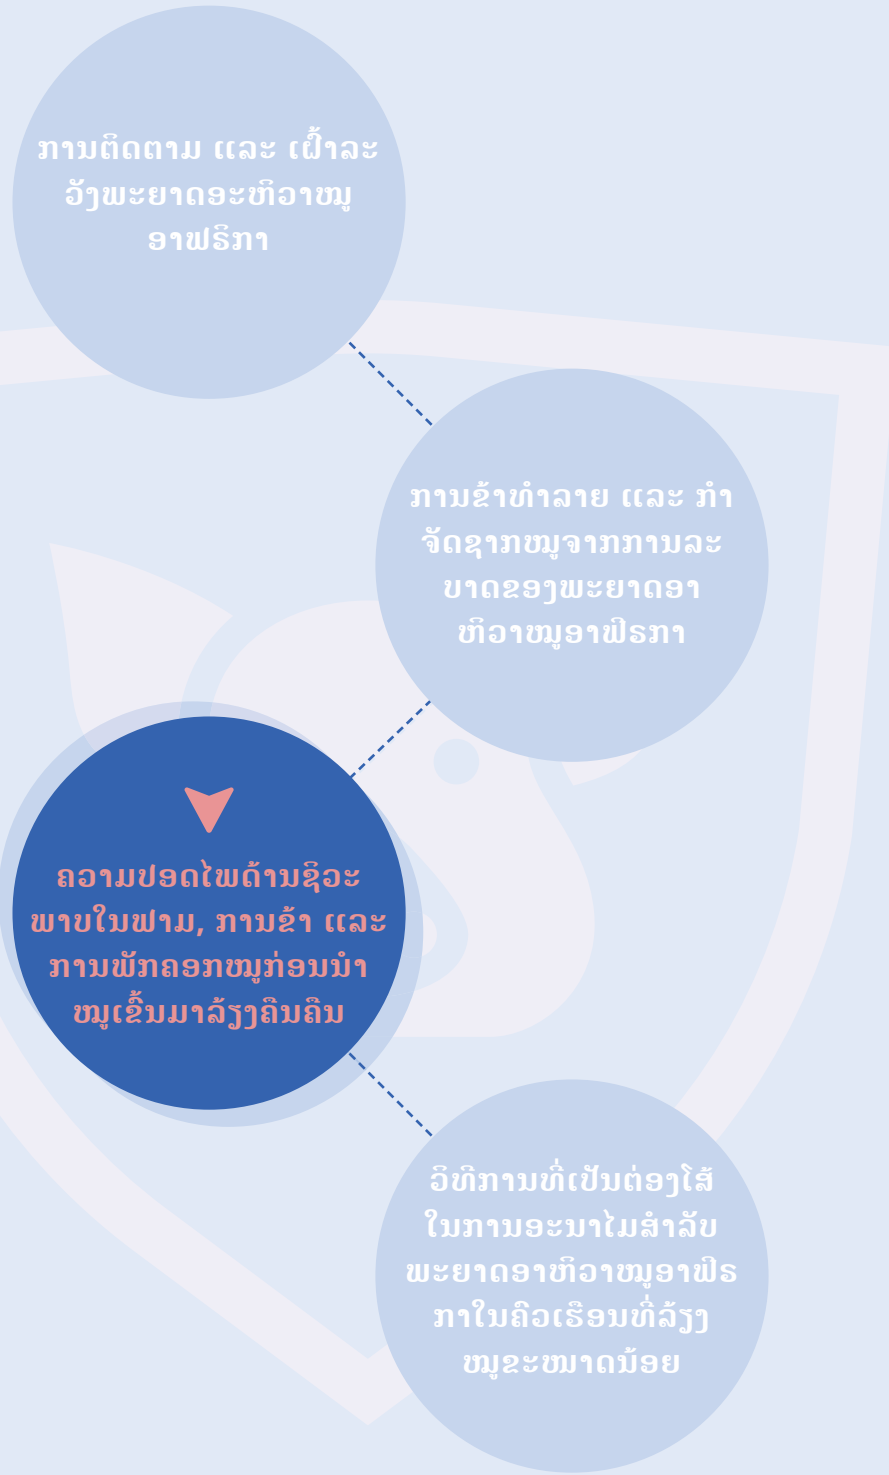 ການຕິດຕາມ ແລະ ເຝົ້າລະ
ວັງພະຍາດອະຫິວາໝູ
ອາຟຣິກາ
ການຂ້າທໍາລາຍ ແລະ ກໍາ
ຈັດຊາກໝູຈາກການລະ
ບາດຂອງພະຍາດອາ
ຫິວາໝູອາຟີຣກາ
ຄວາມປອດໄພດ້ານຊິວະ
ພາບໃນຟາມ, ການຂ້າ ແລະ
ການພັກຄອກໝູກ່ອນນໍາ
ໝູເຂົ້ນມາລ້ຽງຄືນຄືນ
ວິທີການທີ່ເປັນຕ່ອງໂສ້
ໃນການອະນາໄມສໍາລັບ
ພະຍາດອາຫິວາໝູອາຟີຣ
ກາໃນຄົວເຮືອນທີ່ລ້ຽງ
ໝູຂະໜາດນ້ອຍ